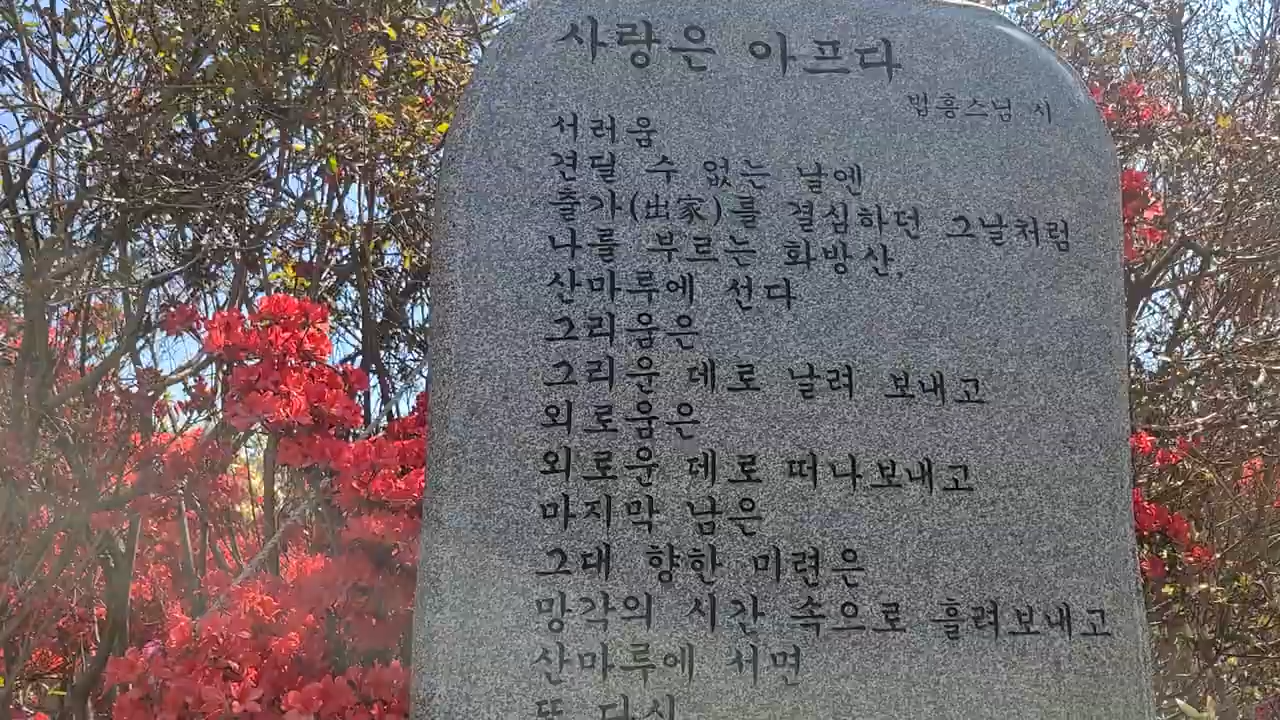 사랑은 아프다
법흥스님 시
서러움
견딜 수 없는 날엔
출가(出家)를 결심하던 그날처럼
나를 부르는 화방산,
산마루에 선다
그리움은
그리운 데로 날려 보내고
외로움은
외로운 데로 떠나보내고
마지막 남은
그대 향한 미련은
망각의 시간 속으로 흘려보내고
산마루에 서면
또 다시